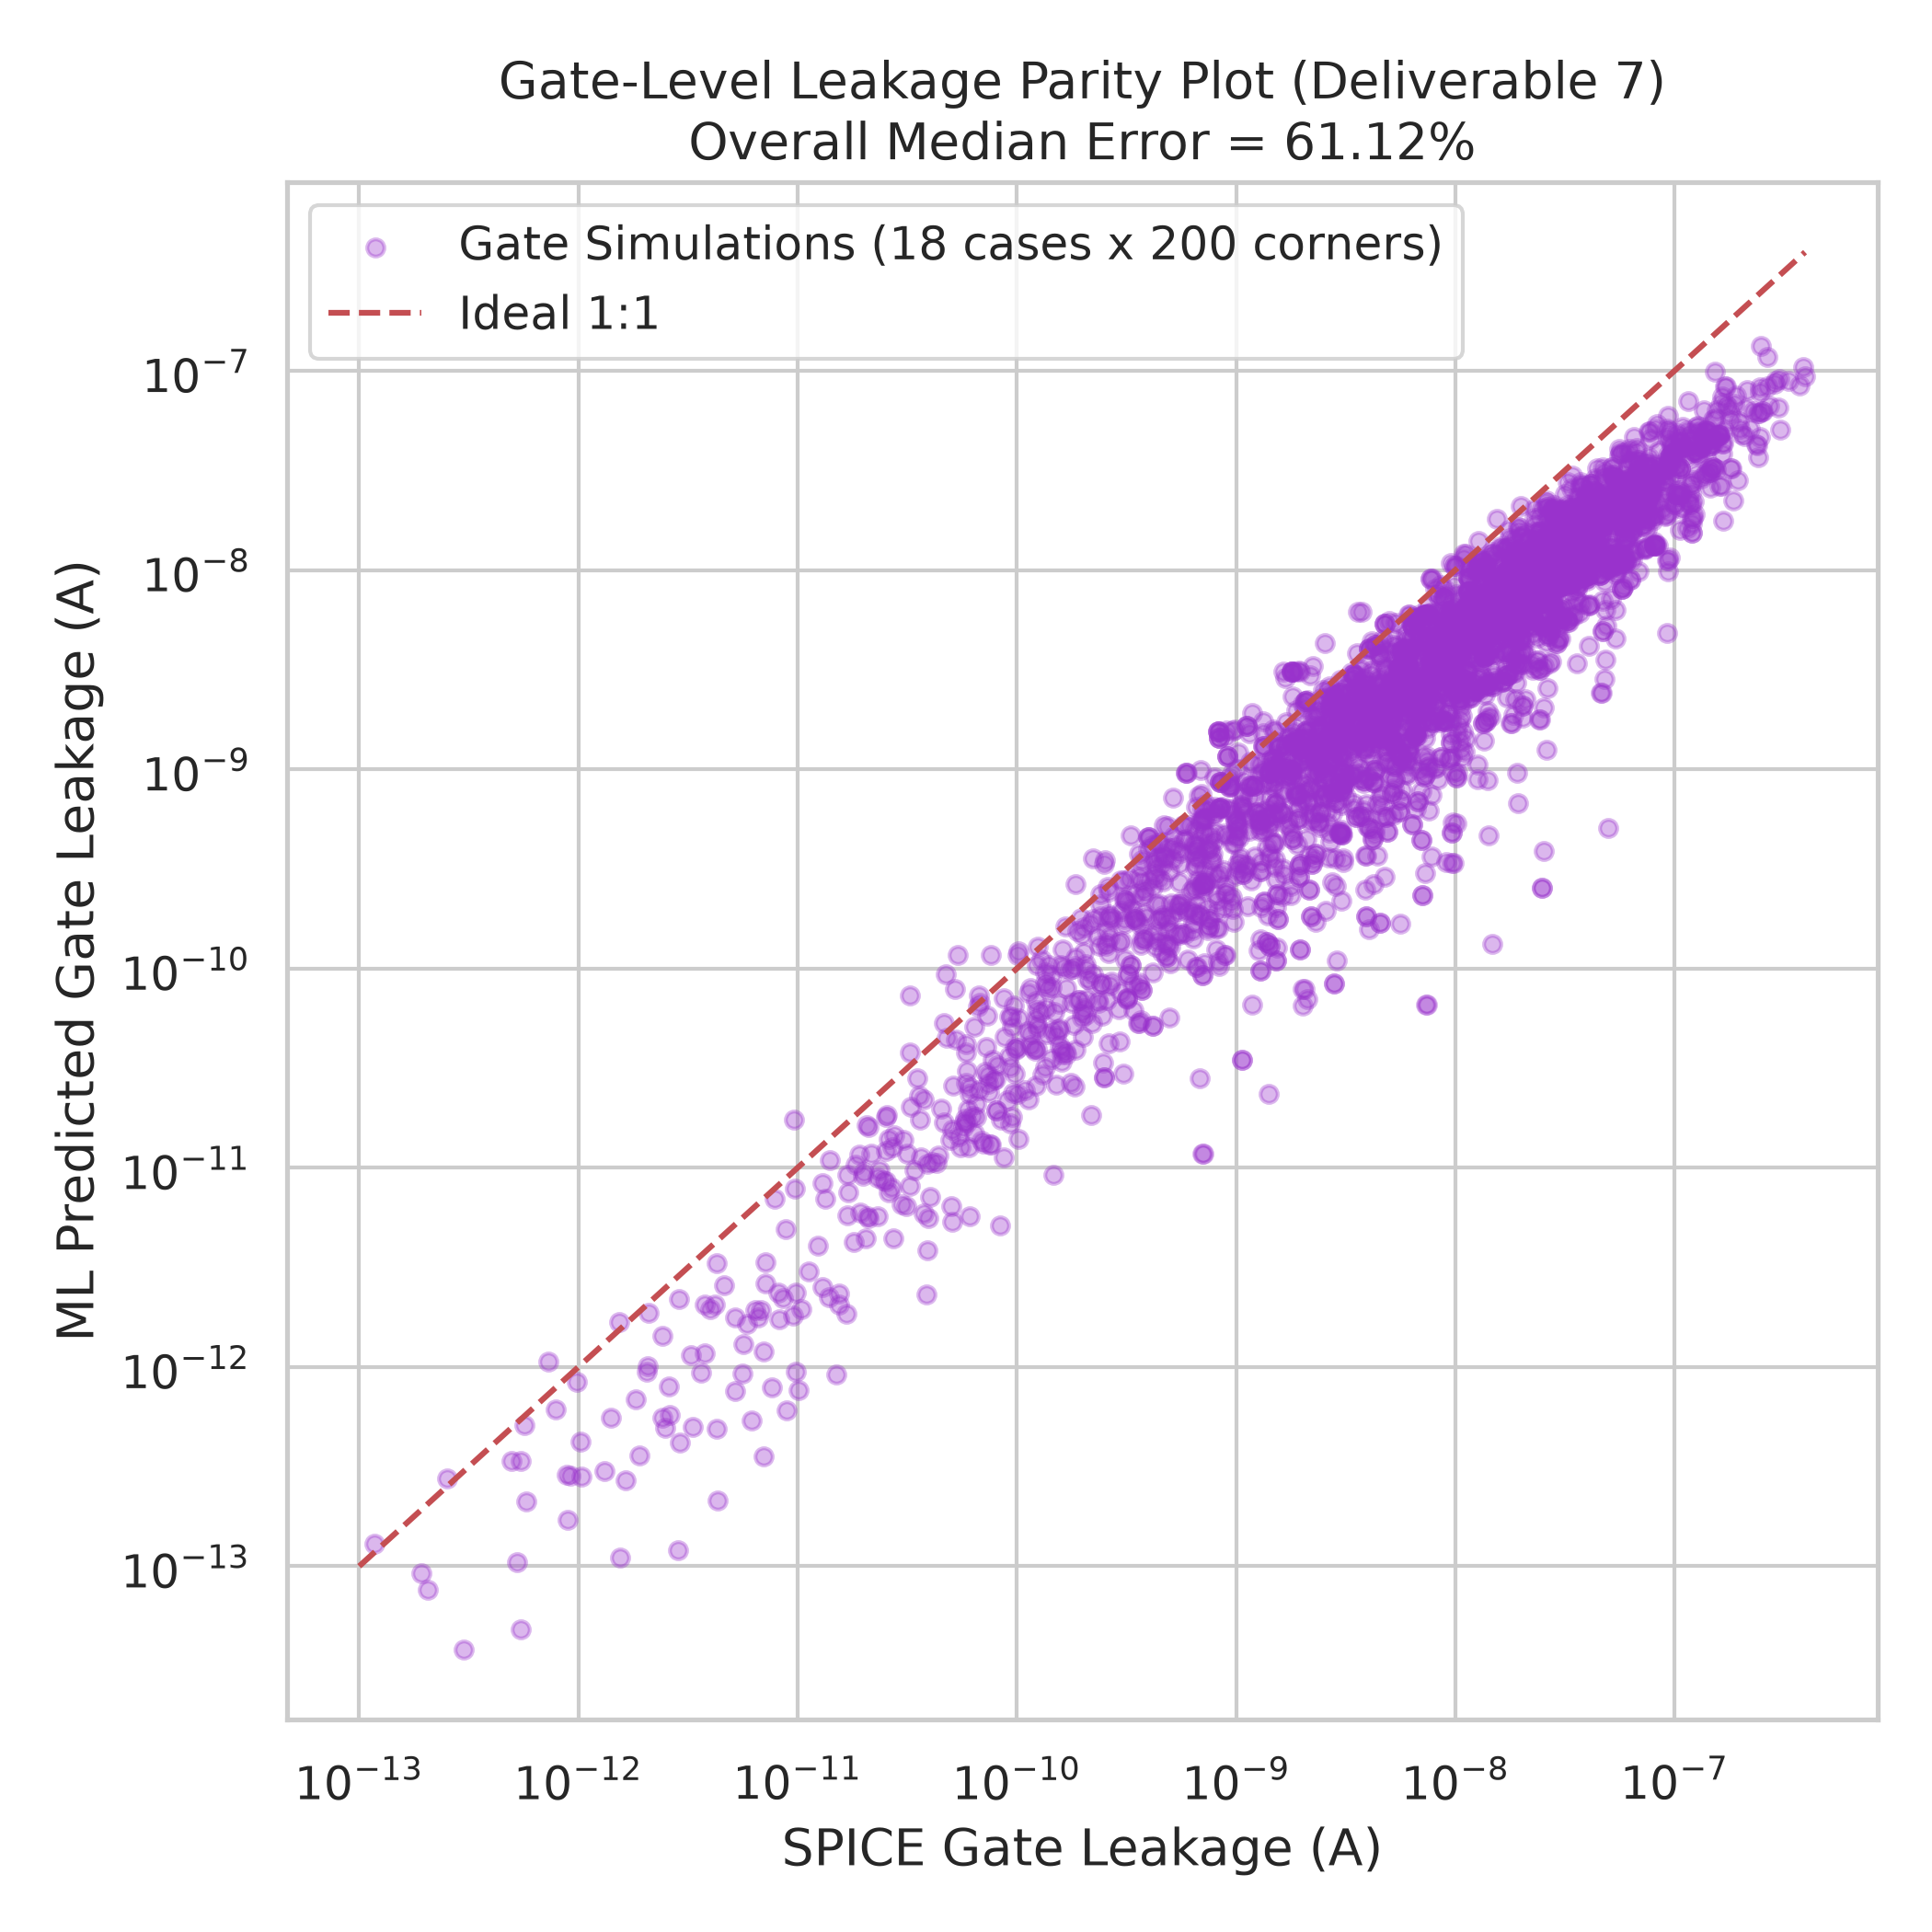 Gate-Level Leakage Parity Plot (Deliverable 7)
Overall Median Error = 61.12%
Gate Simulations (18 cases x 200 corners)
Ideal 1:1
ML Predicted Gate Leakage (A)
10⁻⁷
10⁻⁸
10⁻⁹
10⁻¹⁰
10⁻¹¹
10⁻¹²
10⁻¹³
10⁻¹³ 10⁻¹² 10⁻¹¹ 10⁻¹⁰ 10⁻⁹ 10⁻⁸ 10⁻⁷
SPICE Gate Leakage (A)